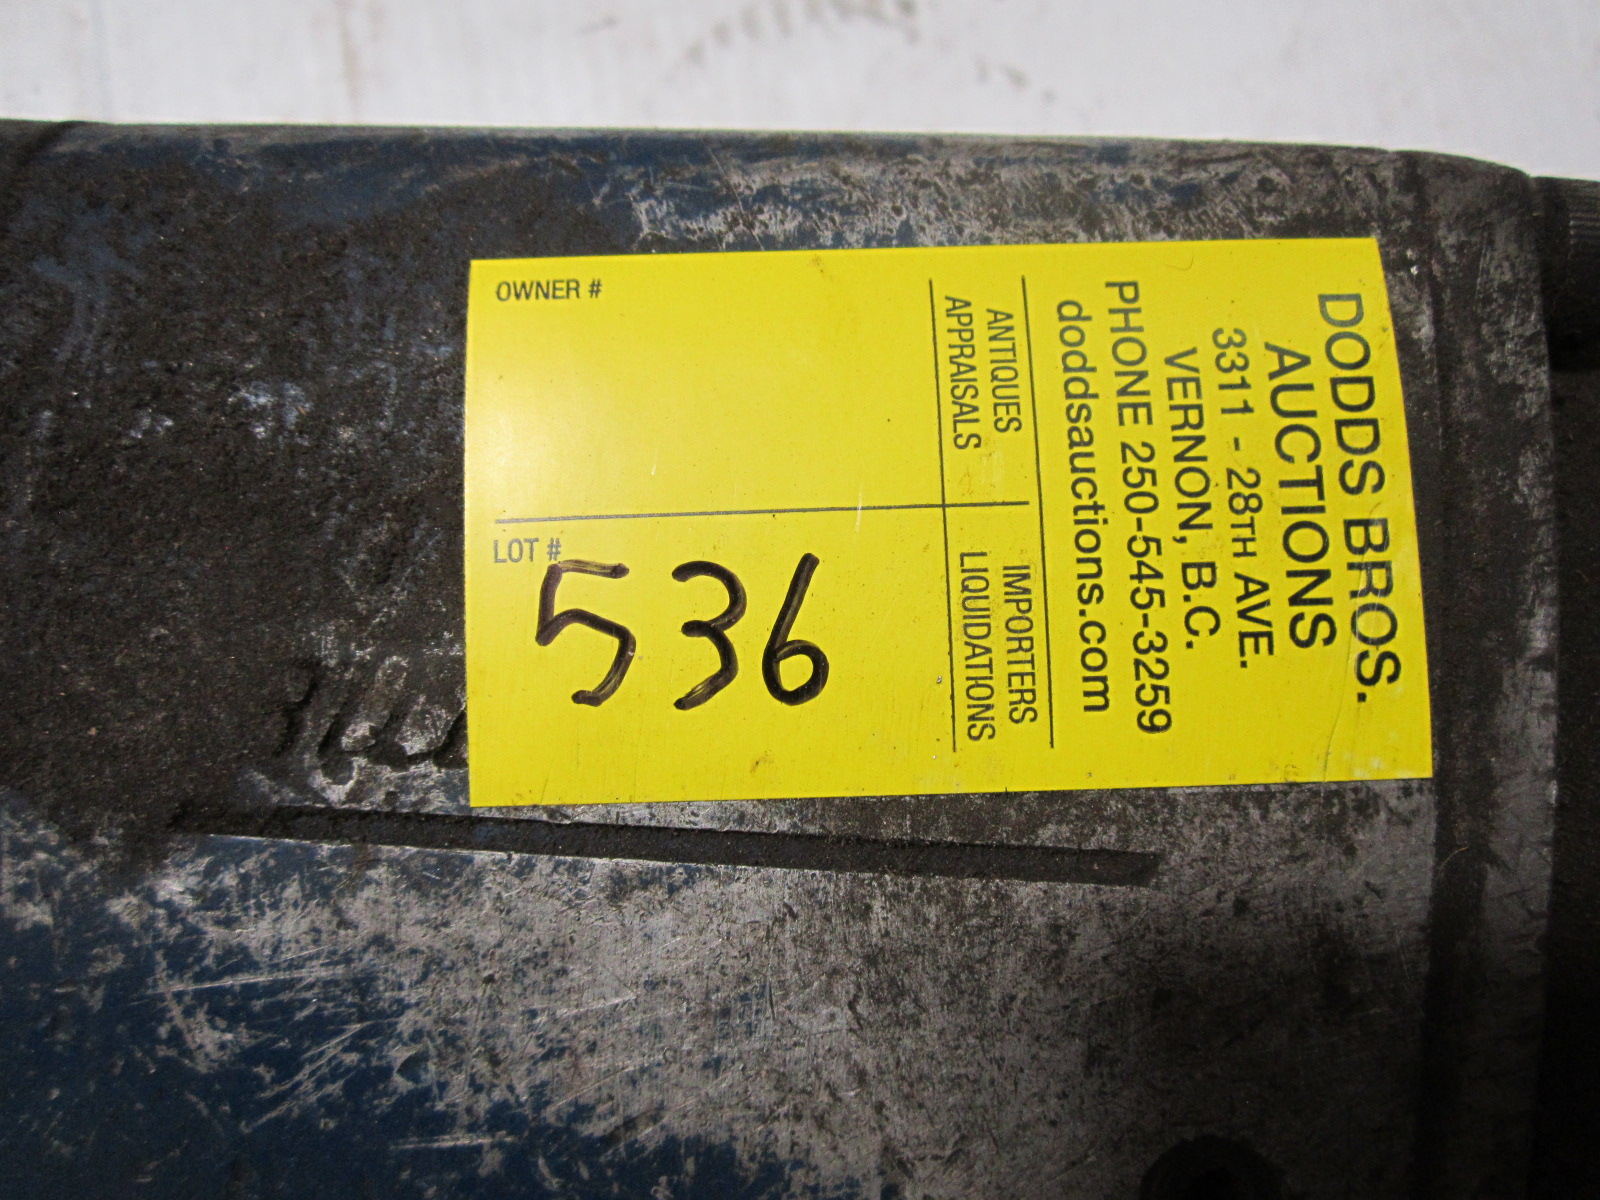 DODDS BROS.
AUCTIONS
3311 - 28TH AVE.
VERNON, B.C.
PHONE 250-545-3259
doddsauctions.com
ANTIQUES IMPORTERS
APPRAISALS LIQUIDATIONS
OWNER #
LOT #
536